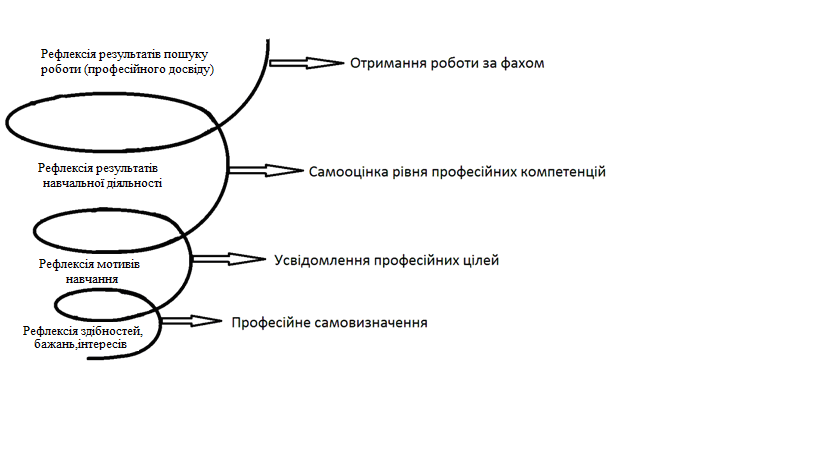 Рефлексія результатів пошуку
роботи (професійного досвіду)
Отримання роботи за фахом
Рефлексія результатів
навчальної діяльності
Самооцінка рівня професійних компетенцій
Рефлексія мотивів
навчання
Усвідомлення професійних цілей
Рефлексія здібностей,
бажань,інтересів
Професійне самовизначення